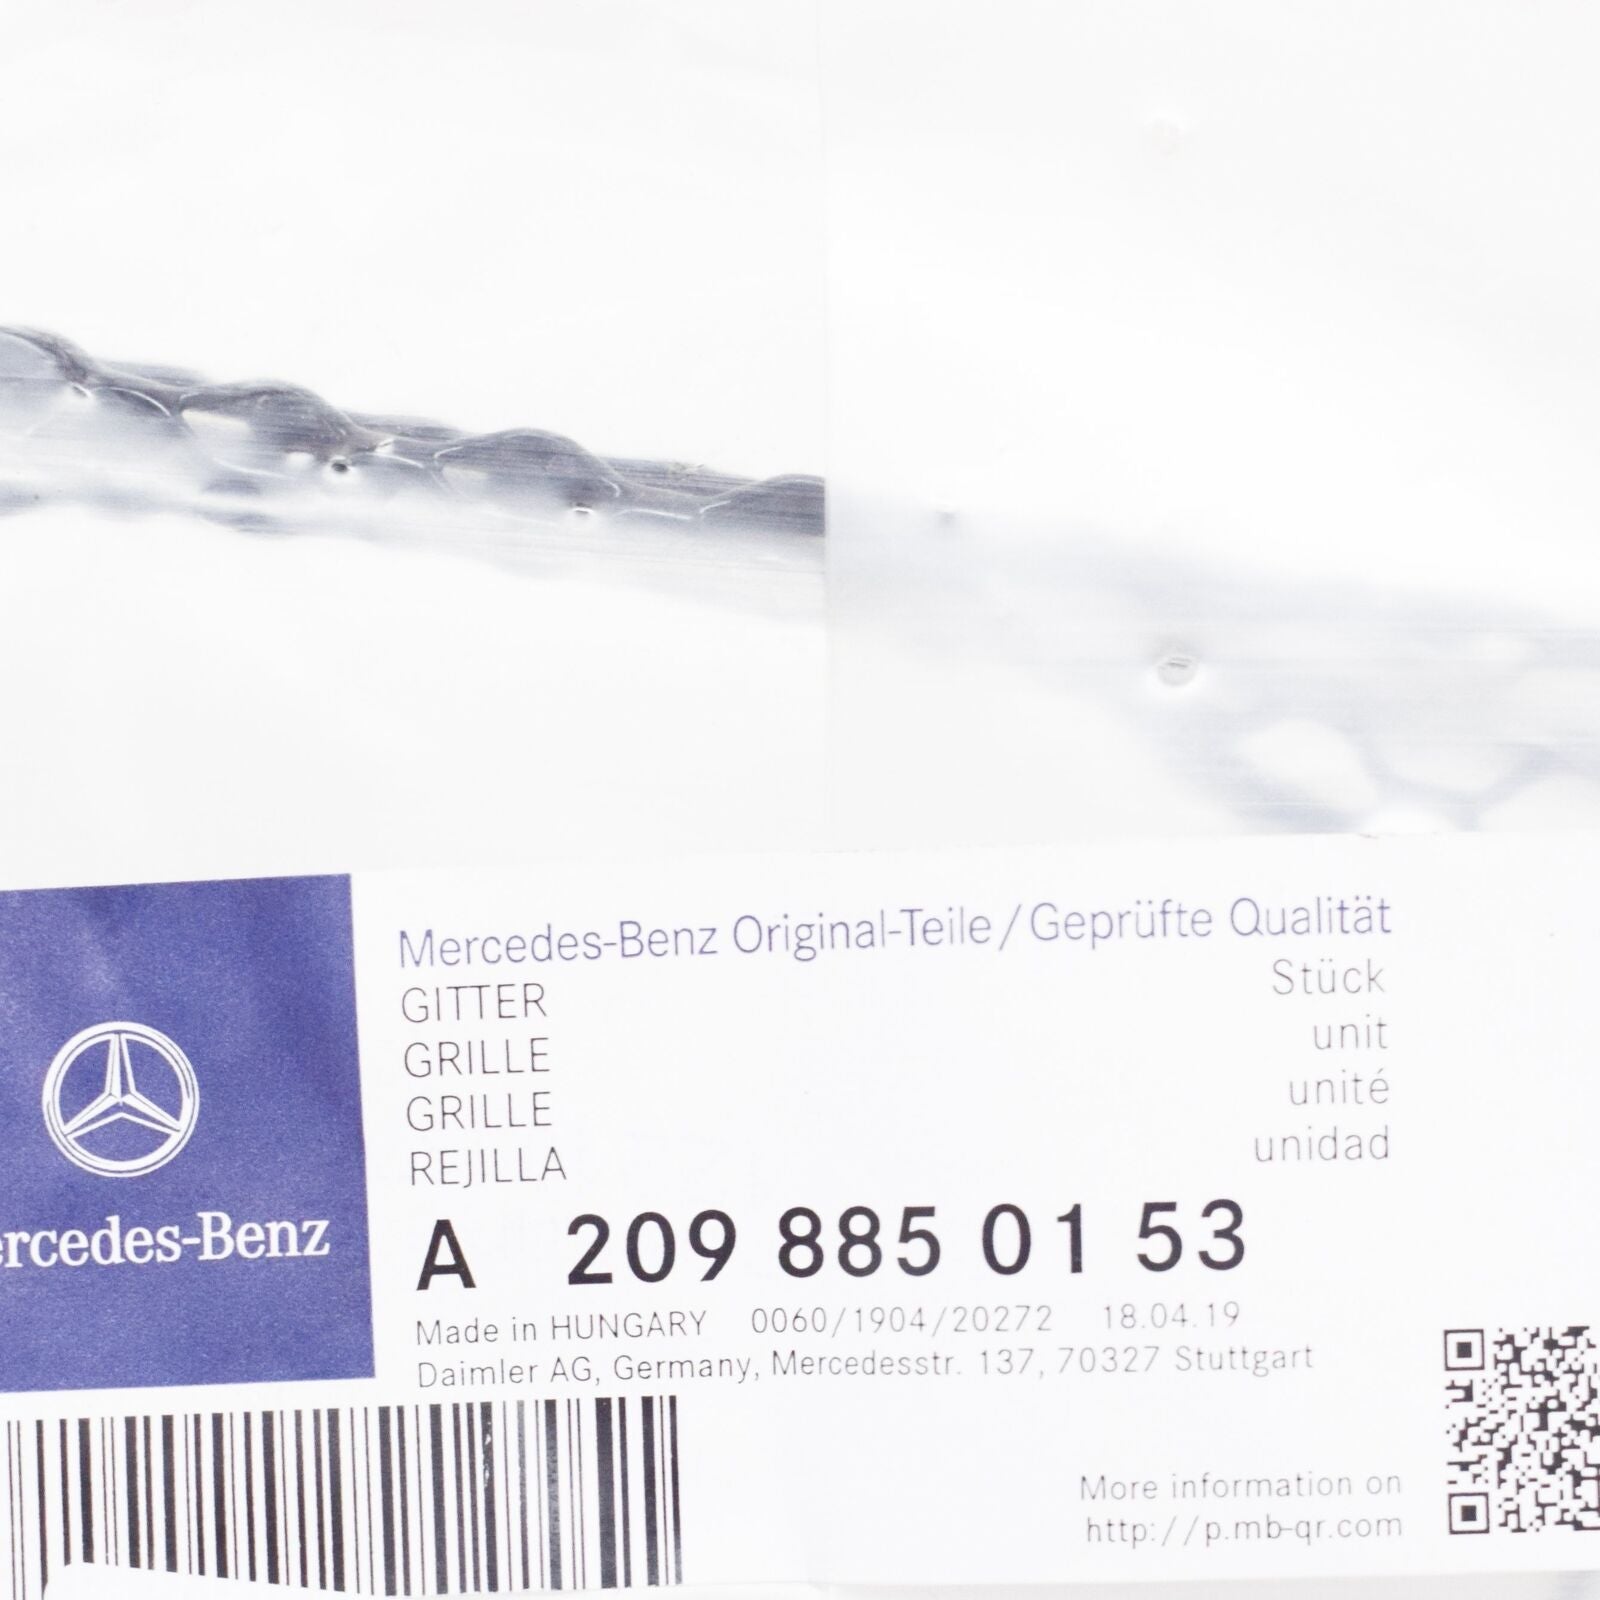 Mercedes-Benz Original-Teile/Geprüfte Qualität
GITTER Stück
GRILLE unit
GRILLE unité
REJILLA unidad
ercedes-Benz
A 209 885 01 53
Made in HUNGARY 0060/1904/20272 18.04.19
Daimler AG, Germany, Mercedesstr. 137, 70327 Stuttgart
More information on
http://p.mb-qr.com